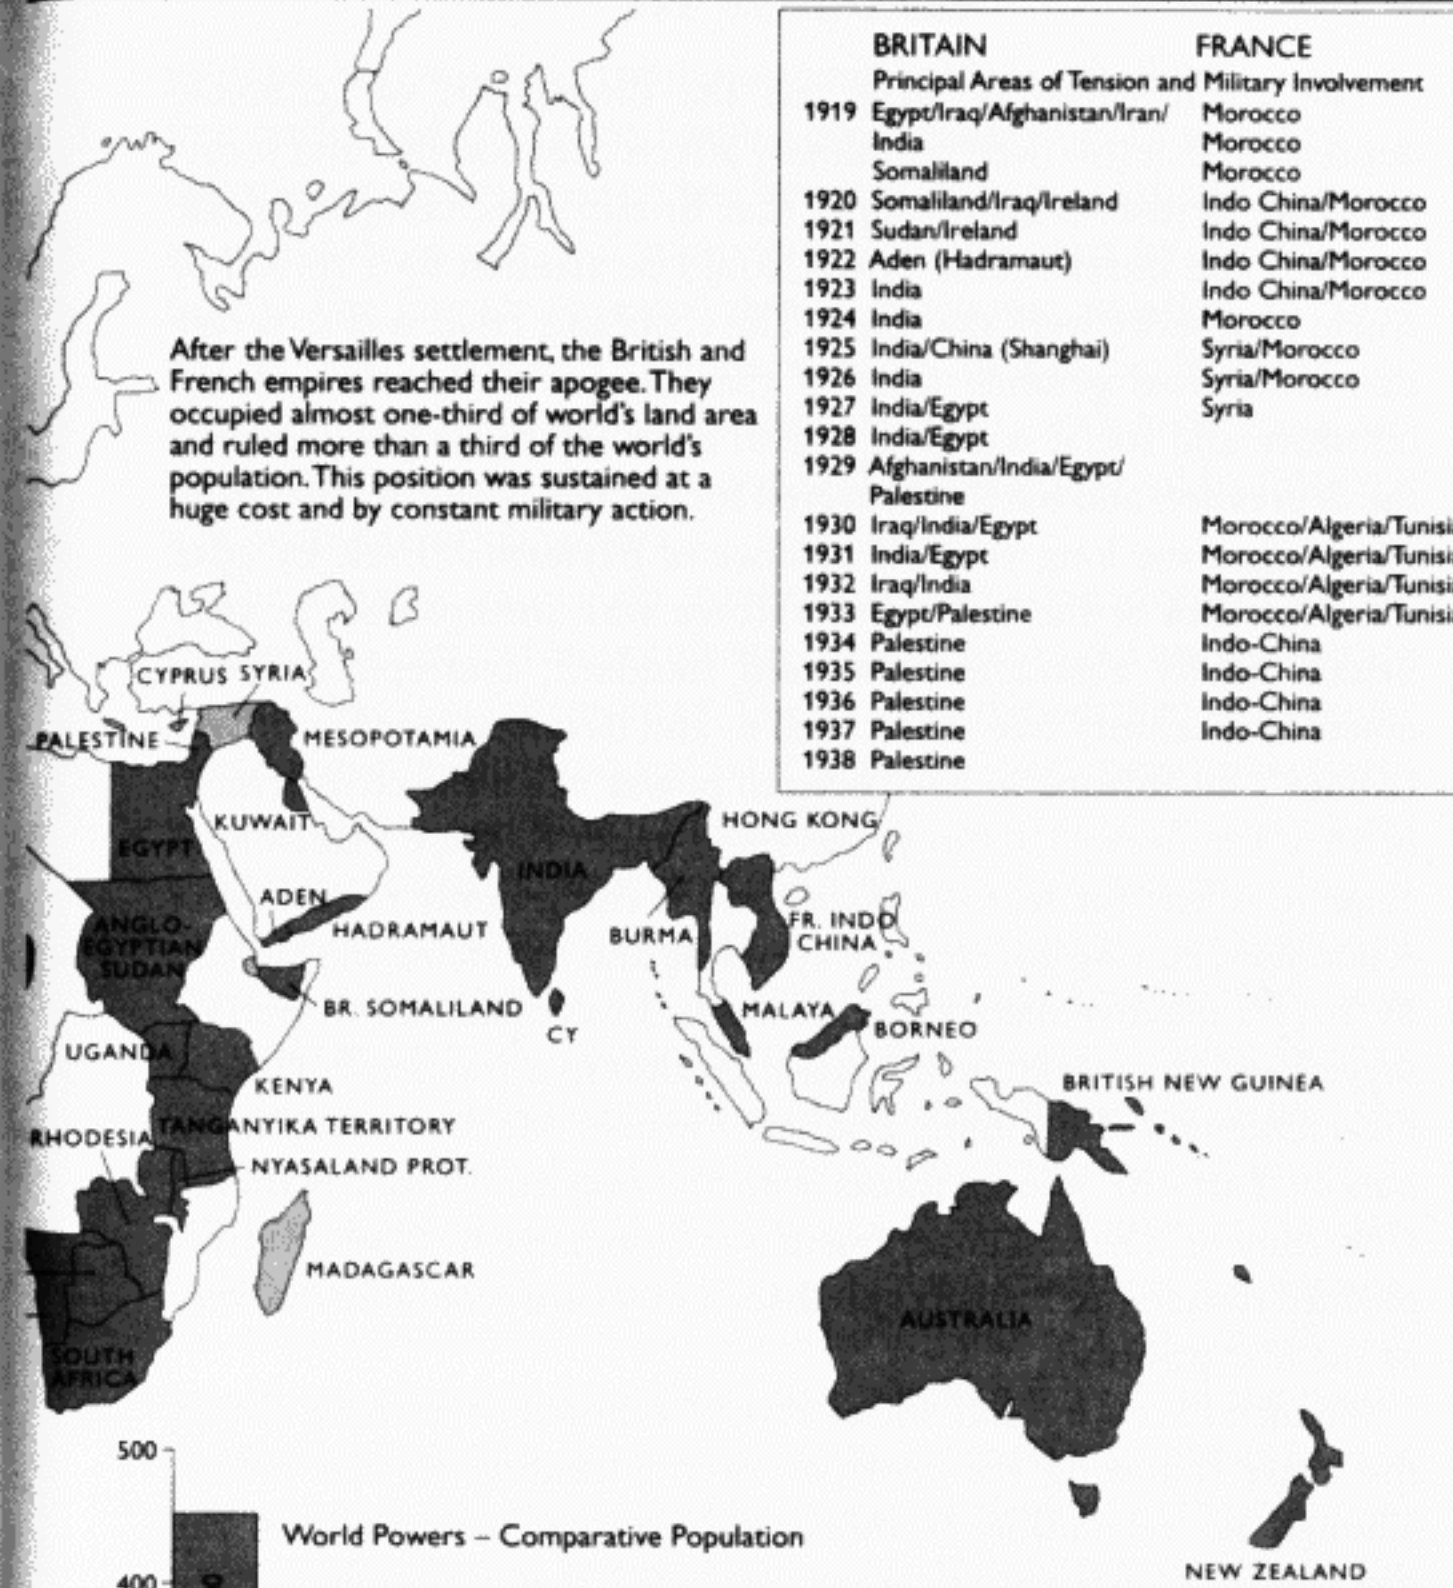 BRITAIN FRANCE
Principal Areas of Tension and Military Involvement
1919 Egypt/Iraq/Afghanistan/Iran/ Morocco
India Morocco
Somaliland Morocco
1920 Somaliland/Iraq/Ireland Indo China/Morocco
1921 Sudan/Ireland Indo China/Morocco
1922 Aden (Hadramaut) Indo China/Morocco
1923 India Indo China/Morocco
1924 India Morocco
1925 India/China (Shanghai) Syria/Morocco
1926 India Syria/Morocco
1927 India/Egypt Syria
1928 India/Egypt
1929 Afghanistan/India/Egypt/
Palestine
1930 Iraq/India/Egypt Morocco/Algeria/Tunisi
1931 India/Egypt Morocco/Algeria/Tunisi
1932 Iraq/India Morocco/Algeria/Tunisi
1933 Egypt/Palestine Morocco/Algeria/Tunisi
1934 Palestine Indo-China
1935 Palestine Indo-China
1936 Palestine Indo-China
1937 Palestine Indo-China
1938 Palestine
After the Versailles settlement, the British and
French empires reached their apogee. They
occupied almost one-third of world's land area
and ruled more than a third of the world's
population. This position was sustained at a
huge cost and by constant military action.
CYPRUS SYRIA
PALESTINE
MESOPOTAMIA
KUWAIT
HONG KONG
EGYPT
INDIA
ADEN
HADRAMAUT
ANGLO-
EGYPTIAN
SUDAN
BURMA
FR. INDO
CHINA
BR. SOMALILAND
CY
MALAYA
BORNEO
UGANDA
KENYA
BRITISH NEW GUINEA
RHODESIA
TANGANYIKA TERRITORY
NYASALAND PROT.
MADAGASCAR
AUSTRALIA
SOUTH
AFRICA
500
World Powers – Comparative Population
400
NEW ZEALAND